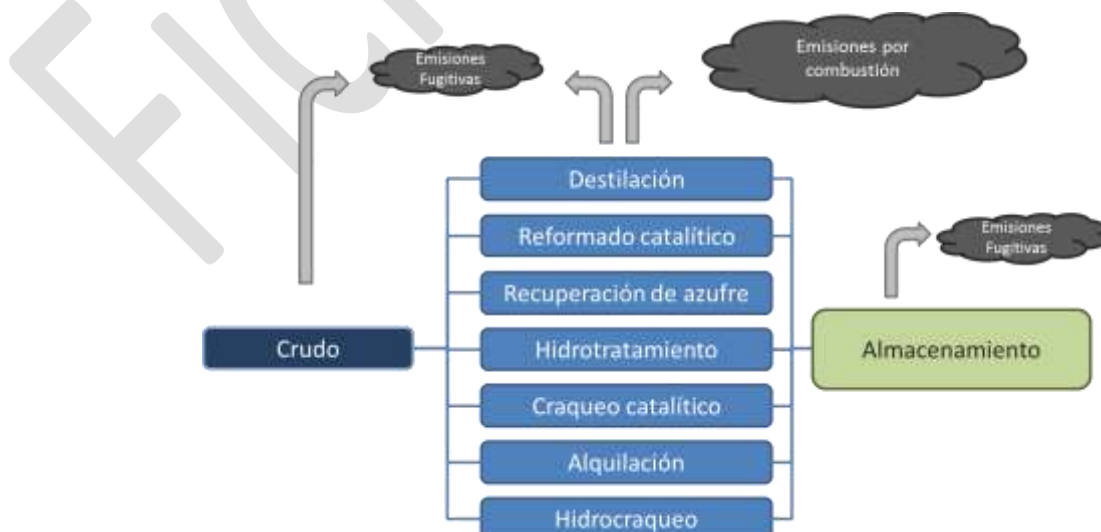 Emisiones
Fugitivas
Emisiones por
combustión
Destilación
Reformado catalítico
Emisiones
Fugitivas
Recuperación de azufre
Crudo
Hidrotratamiento
Almacenamiento
Craqueo catalítico
Alquilación
Hidrocraqueo